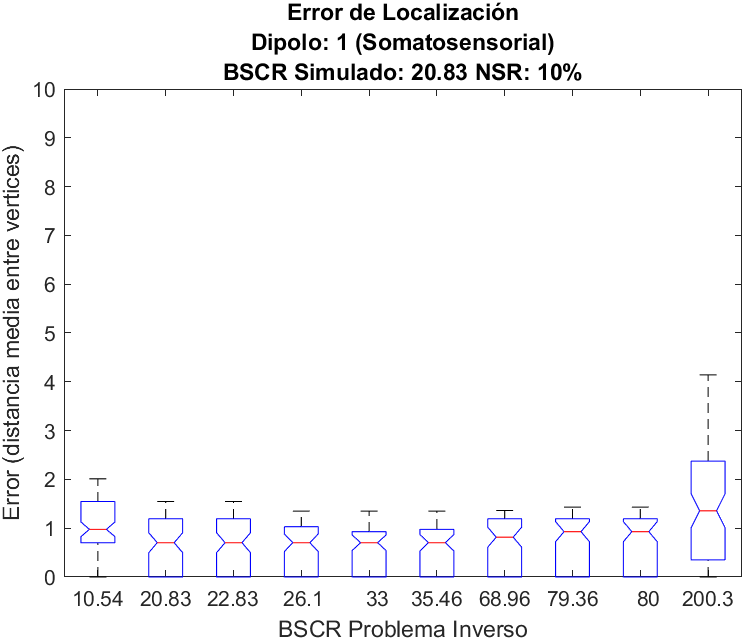 Error de Localización
Dipolo: 1 (Somatosensorial)
BSCR Simulado: 20.83 NSR: 10%
Error (distancia media entre vertices)
10
9
8
7
6
5
4
3
2
1
0
10.54 20.83 22.83 26.1 33 35.46 68.96 79.36 80 200.3
BSCR Problema Inverso